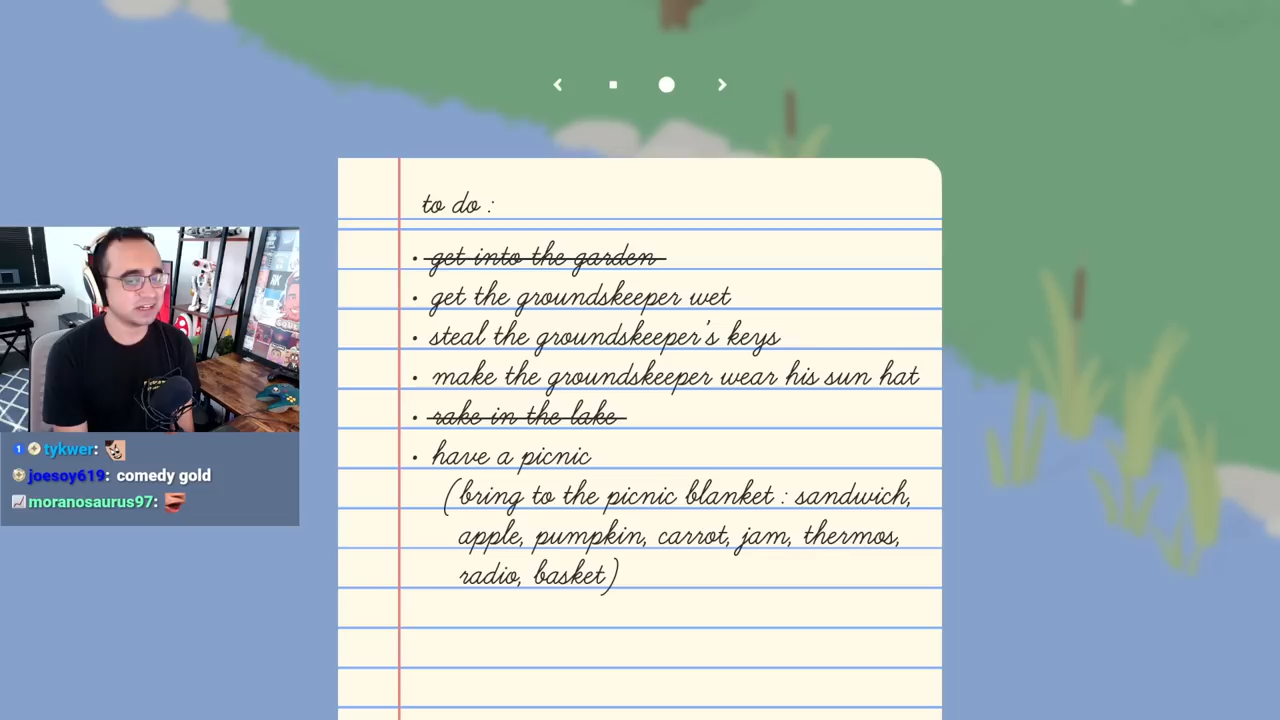 to do :
• get into the garden
• get the groundskeeper wet
• steal the groundskeeper's keys
• make the groundskeeper wear his sun hat
• rake in the lake
• have a picnic
(bring to the picnic blanket : sandwich,
apple, pumpkin, carrot, jam, thermos,
radio, basket)
1 tykwer:
joesoy619: comedy gold
moranosaurus97: